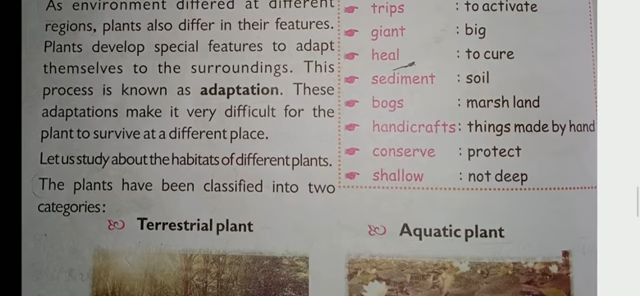 As environment differed at different
regions, plants also differ in their features.
Plants develop special features to adapt
themselves to the surroundings. This
process is known as adaptation. These
adaptations make it very difficult for the
plant to survive at a different place.
Let us study about the habitats of different plants.
The plants have been classified into two
categories:
trips : to activate
giant : big
heal : to cure
sediment : soil
bogs : marsh land
handicrafts : things made by hand
conserve : protect
shallow : not deep
Terrestrial plant
Aquatic plant